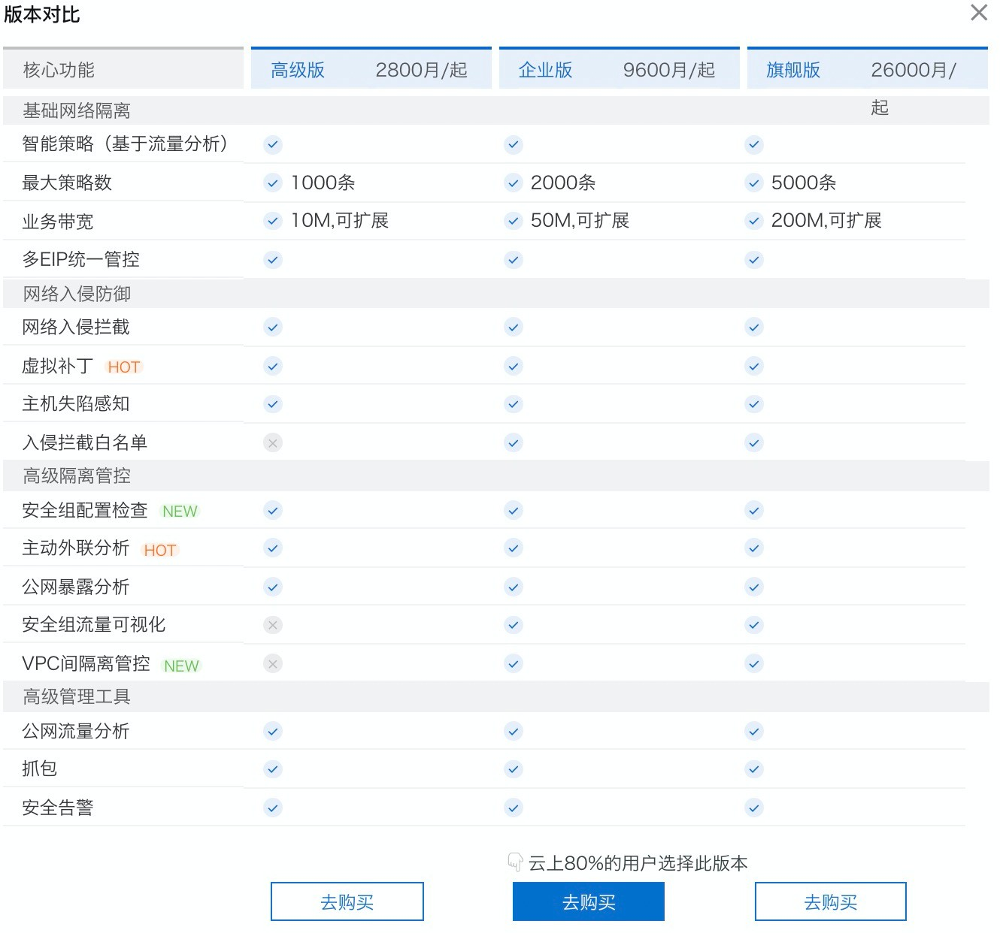 版本对比
核心功能 高级版 2800月/起 企业版 9600月/起 旗舰版 26000月/
起
基础网络隔离
智能策略（基于流量分析）
最大策略数 1000条 2000条 5000条
业务带宽 10M,可扩展 50M,可扩展 200M,可扩展
多EIP统一管控
网络入侵防御
网络入侵拦截
虚拟补丁 HOT
主机失陷感知
入侵拦截白名单
高级隔离管控
安全组配置检查 NEW
主动外联分析 HOT
公网暴露分析
安全组流量可视化
VPC间隔离管控 NEW
高级管理工具
公网流量分析
抓包
安全告警
云上80%的用户选择此版本
去购买 去购买 去购买